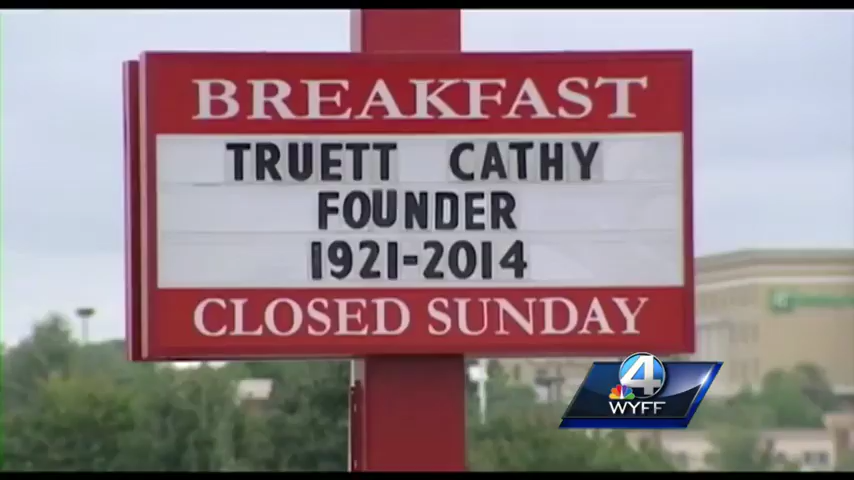 BREAKFAST
TRUETT CATHY
FOUNDER
1921-2014
CLOSED SUNDAY
4
WYFF